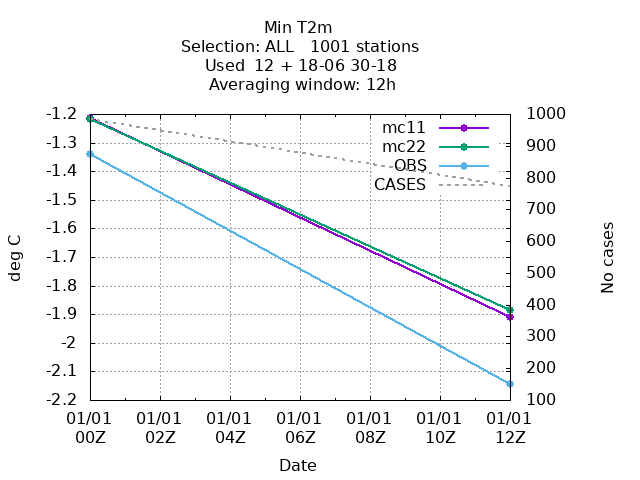 Min T2m
Selection: ALL   1001 stations
Used  12 + 18-06 30-18
Averaging window: 12h
-1.2
-1.3
-1.4
-1.5
-1.6
-1.7
-1.8
-1.9
-2
-2.1
-2.2
deg C
mc11
mc22
OBS
CASES
1000
900
800
700
600
500
400
300
200
100
No cases
01/01 01/01 01/01 01/01 01/01 01/01 01/01
00Z 02Z 04Z 06Z 08Z 10Z 12Z
Date